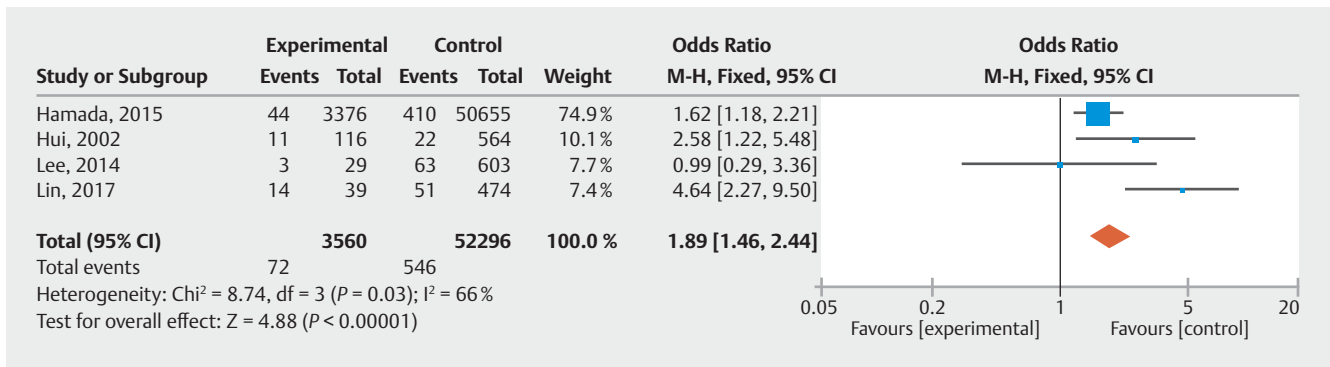 Experimental Control Odds Ratio Odds Ratio
Study or Subgroup Events Total Events Total Weight M-H, Fixed, 95% CI M-H, Fixed, 95% CI
Hamada, 2015 44 3376 410 50655 74.9% 1.62 [1.18, 2.21]
Hui, 2002 11 116 22 564 10.1% 2.58 [1.22, 5.48]
Lee, 2014 3 29 63 603 7.7% 0.99 [0.29, 3.36]
Lin, 2017 14 39 51 474 7.4% 4.64 [2.27, 9.50]
Total (95% CI) 3560 52296 100.0 % 1.89 [1.46, 2.44]
Total events 72 546
Heterogeneity: Chi² = 8.74, df = 3 (P = 0.03); I² = 66%
Test for overall effect: Z = 4.88 (P < 0.00001)
0.05 0.2 1 5 20
Favours [experimental] Favours [control]